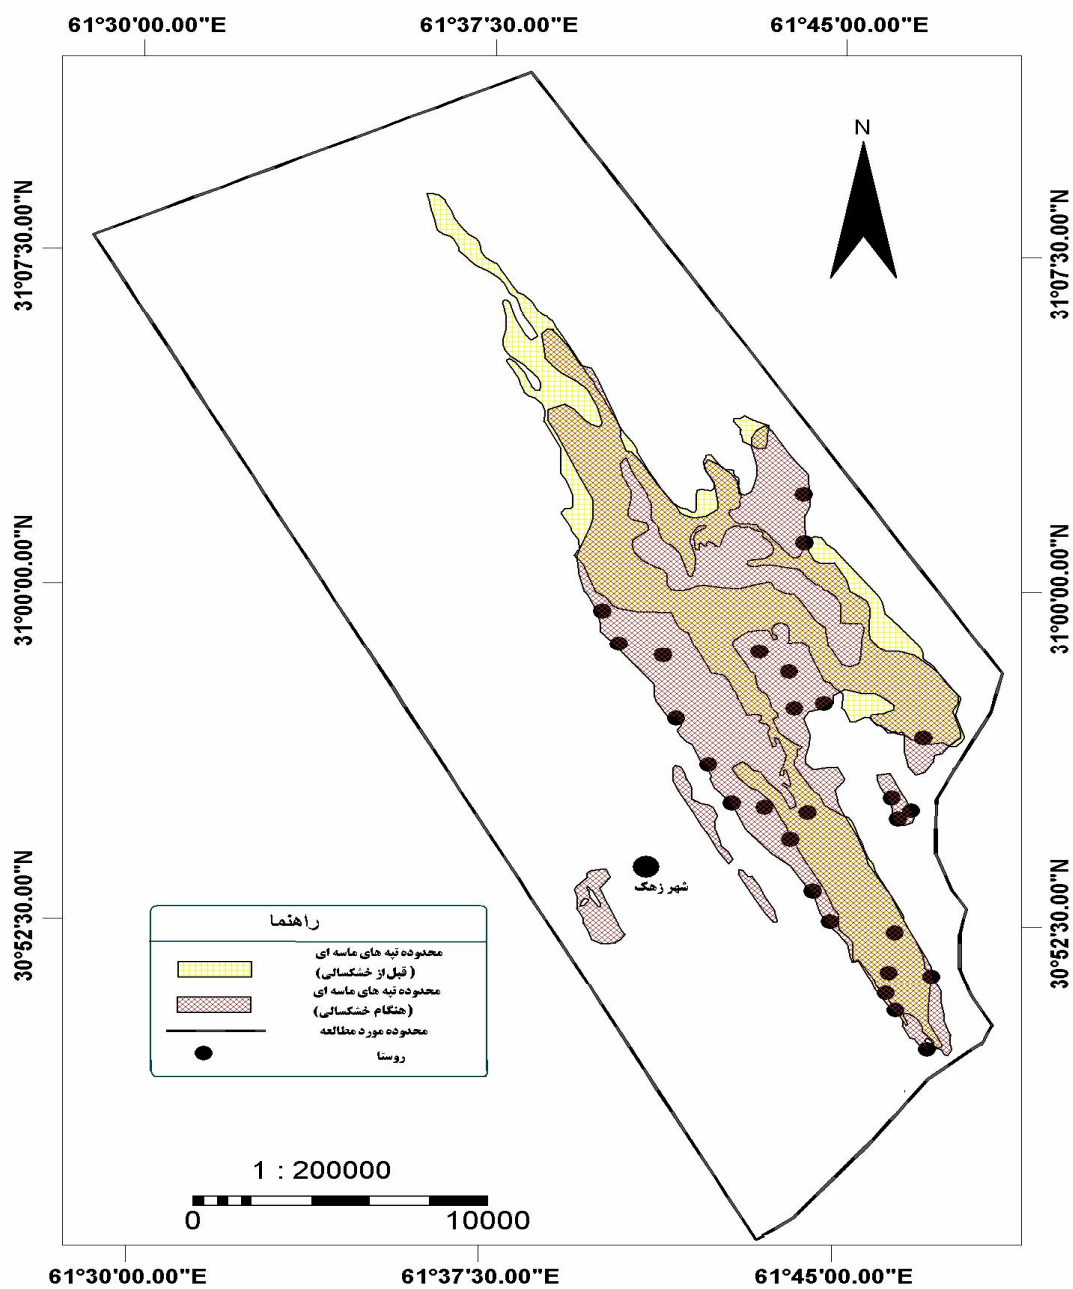 61°30'00.00"E 61°37'30.00"E 61°45'00.00"E
N
31°07'30.00"N 31°07'30.00"N
31°00'00.00"N 31°00'00.00"N
شهر زهک
30°52'30.00"N 30°52'30.00"N
راهنما
محدوده تپه های ماسه ای
(قبل از خشکسالی)
محدوده تپه های ماسه ای
(هنگام خشکسالی)
محدوده مورد مطالعه
روستا
1 : 200000
0 10000
61°30'00.00"E 61°37'30.00"E 61°45'00.00"E